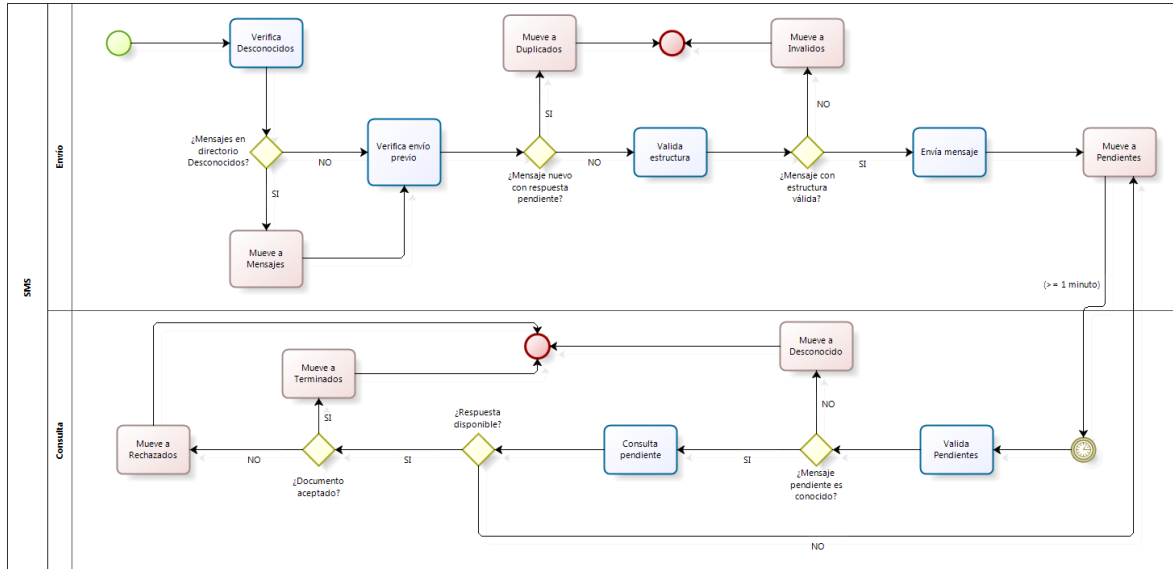 SMS
Envío
Verifica
Desconocidos
¿Mensajes en
directorio
Desconocidos?
NO
SI
Mueve a
Mensajes
Verifica envío
previo
Mueve a
Duplicados
SI
¿Mensaje nuevo
con respuesta
pendiente?
NO
Valida
estructura
Mueve a
Invalidos
NO
¿Mensaje con
estructura
válida?
SI
Envía mensaje
Mueve a
Pendientes
(> = 1 minuto)
Consulta
Mueve a
Desconocido
Mueve a
Terminados
¿Respuesta
disponible?
NO
SI
Mueve a
Rechazados
NO
¿Documento
aceptado?
SI
Consulta
pendiente
SI
¿Mensaje
pendiente es
conocido?
Valida
Pendientes
NO